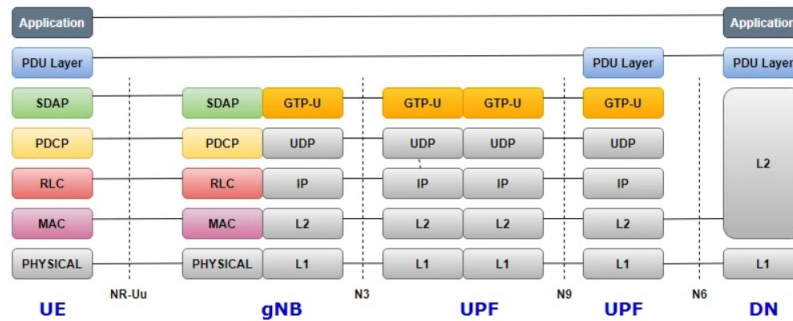 Application Application
PDU Layer PDU Layer PDU Layer
SDAP SDAP GTP-U GTP-U GTP-U GTP-U
PDCP PDCP UDP UDP UDP UDP
RLC RLC IP IP IP IP L2
MAC MAC L2 L2 L2 L2
PHYSICAL PHYSICAL L1 L1 L1 L1 L1
NR-Uu N3 N9 N6
UE gNB UPF UPF DN